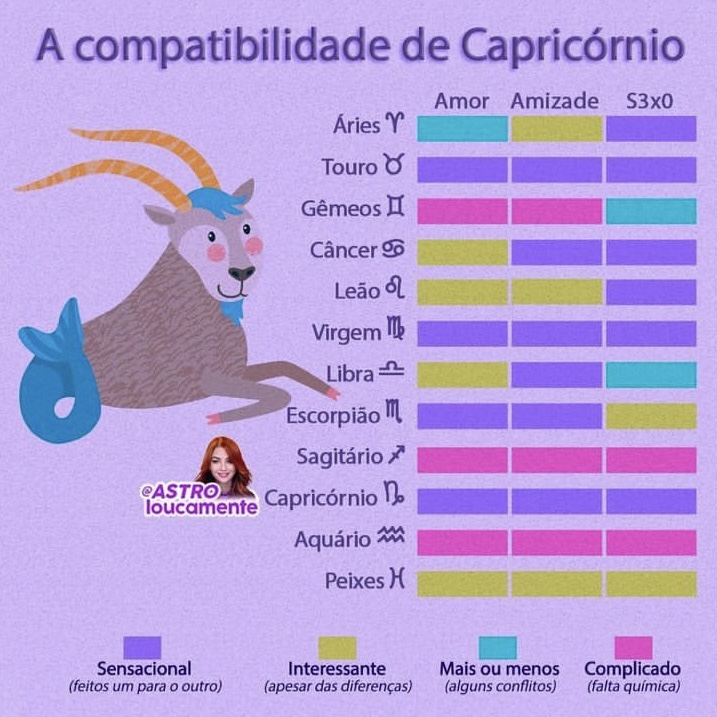 A compatibilidade de Capricórnio
Amor Amizade S3x0
Áries
Touro
Gêmeos
Câncer
Leão
Virgem
Libra
Escorpião
Sagitário
Capricórnio
Aquário
Peixes
@ASTRO
loucamente
Sensacional
(feitos um para o outro)
Interessante
(apesar das diferenças)
Mais ou menos
(alguns conflitos)
Complicado
(falta química)